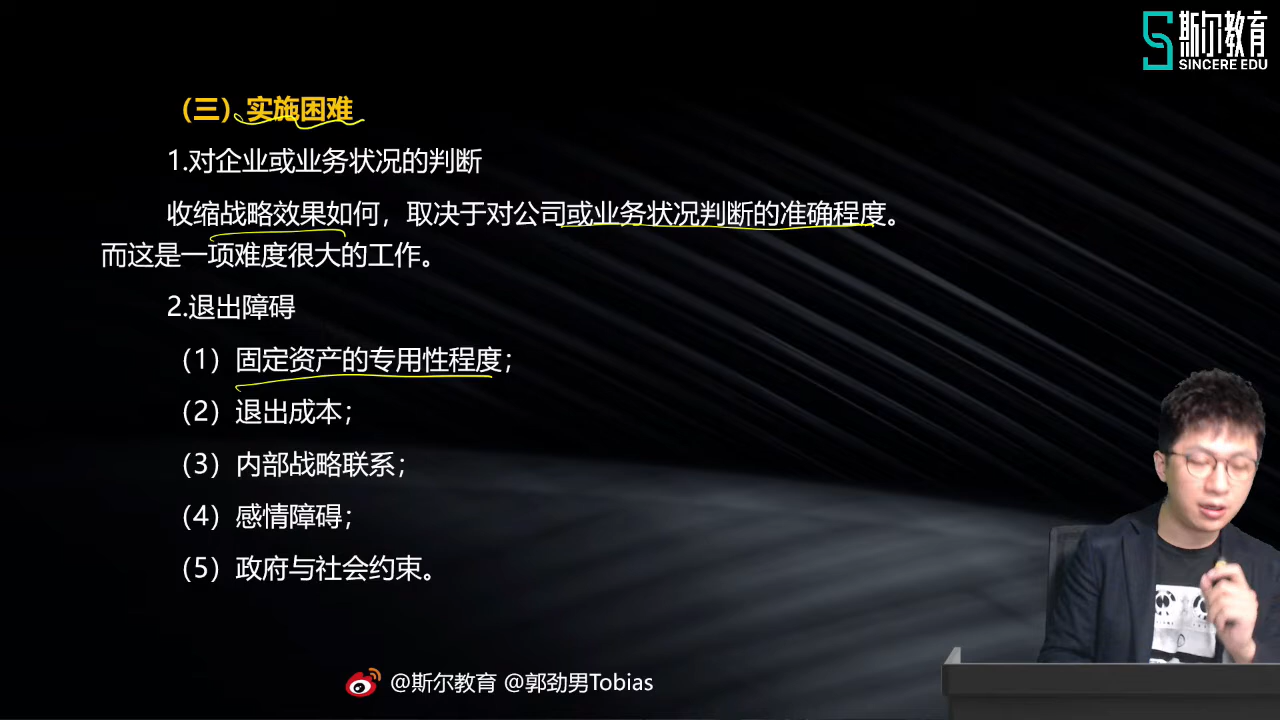 斯尔教育
SINCERE EDU
（三）实施困难
1.对企业或业务状况的判断
收缩战略效果如何，取决于对公司或业务状况判断的准确程度。
而这是一项难度很大的工作。
2.退出障碍
（1）固定资产的专用性程度；
（2）退出成本；
（3）内部战略联系；
（4）感情障碍；
（5）政府与社会约束。
@斯尔教育 @郭劲男Tobias